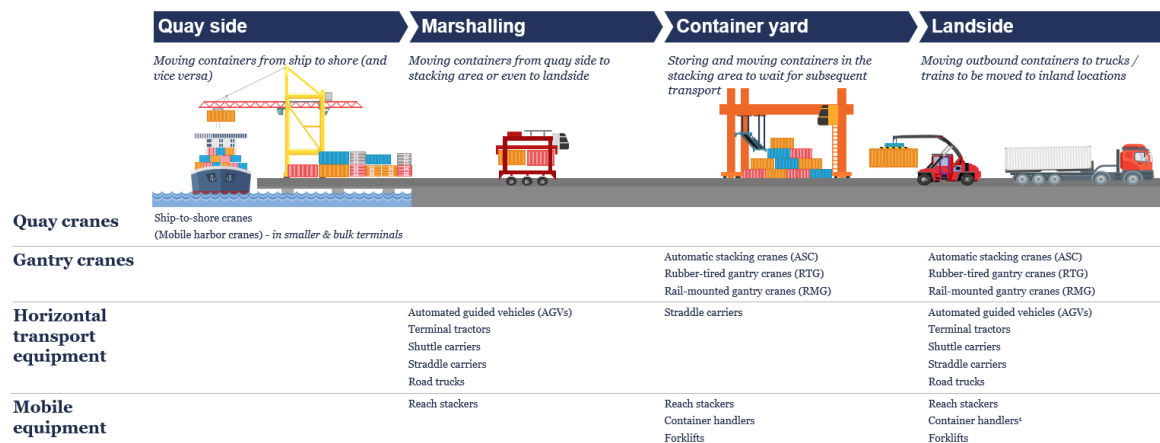 Quay side
Marshalling
Container yard
Landside
Moving containers from ship to shore (and
vice versa)
Moving containers from quay side to
stacking area or even to landside
Storing and moving containers in the
stacking area to wait for subsequent
transport
Moving outbound containers to trucks /
trains to be moved to inland locations
Quay cranes
Ship-to-shore cranes
(Mobile harbor cranes) - in smaller & bulk terminals
Gantry cranes
Automatic stacking cranes (ASC)
Rubber-tired gantry cranes (RTG)
Rail-mounted gantry cranes (RMG)
Automatic stacking cranes (ASC)
Rubber-tired gantry cranes (RTG)
Rail-mounted gantry cranes (RMG)
Horizontal
transport
equipment
Automated guided vehicles (AGVs)
Terminal tractors
Shuttle carriers
Straddle carriers
Road trucks
Straddle carriers
Automated guided vehicles (AGVs)
Terminal tractors
Shuttle carriers
Straddle carriers
Road trucks
Mobile
equipment
Reach stackers
Reach stackers
Container handlers
Forklifts
Reach stackers
Container handlers¹
Forklifts